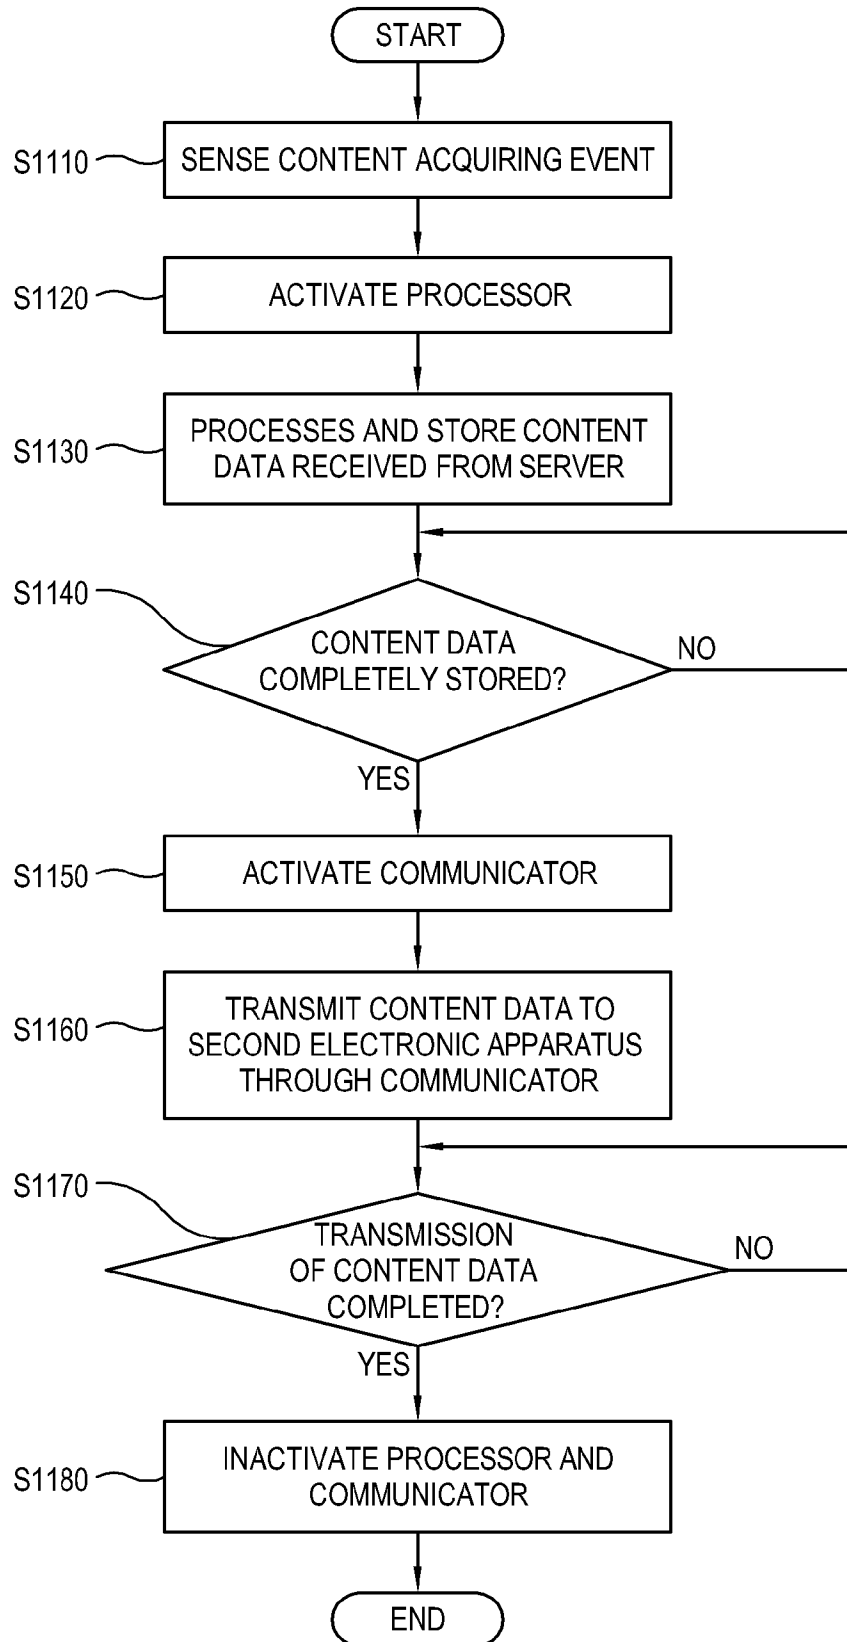 START
S1110
SENSE CONTENT ACQUIRING EVENT
S1120
ACTIVATE PROCESSOR
S1130
PROCESSES AND STORE CONTENT
DATA RECEIVED FROM SERVER
S1140
CONTENT DATA
COMPLETELY STORED?
NO
YES
S1150
ACTIVATE COMMUNICATOR
S1160
TRANSMIT CONTENT DATA TO
SECOND ELECTRONIC APPARATUS
THROUGH COMMUNICATOR
S1170
TRANSMISSION
OF CONTENT DATA
COMPLETED?
NO
YES
S1180
INACTIVATE PROCESSOR AND
COMMUNICATOR
END